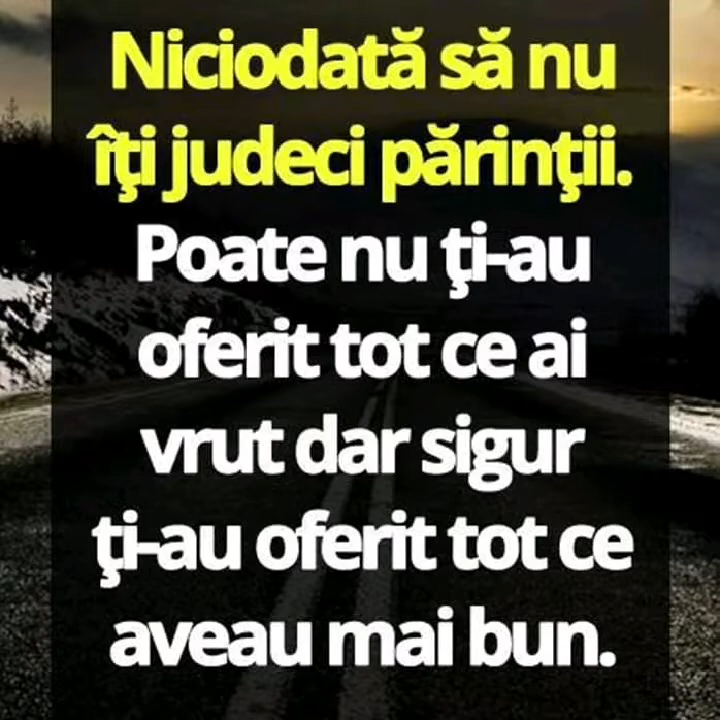 Niciodată să nu
îţi judeci părinţii.
Poate nu ţi-au
oferit tot ce ai
vrut dar sigur
ţi-au oferit tot ce
aveau mai bun.